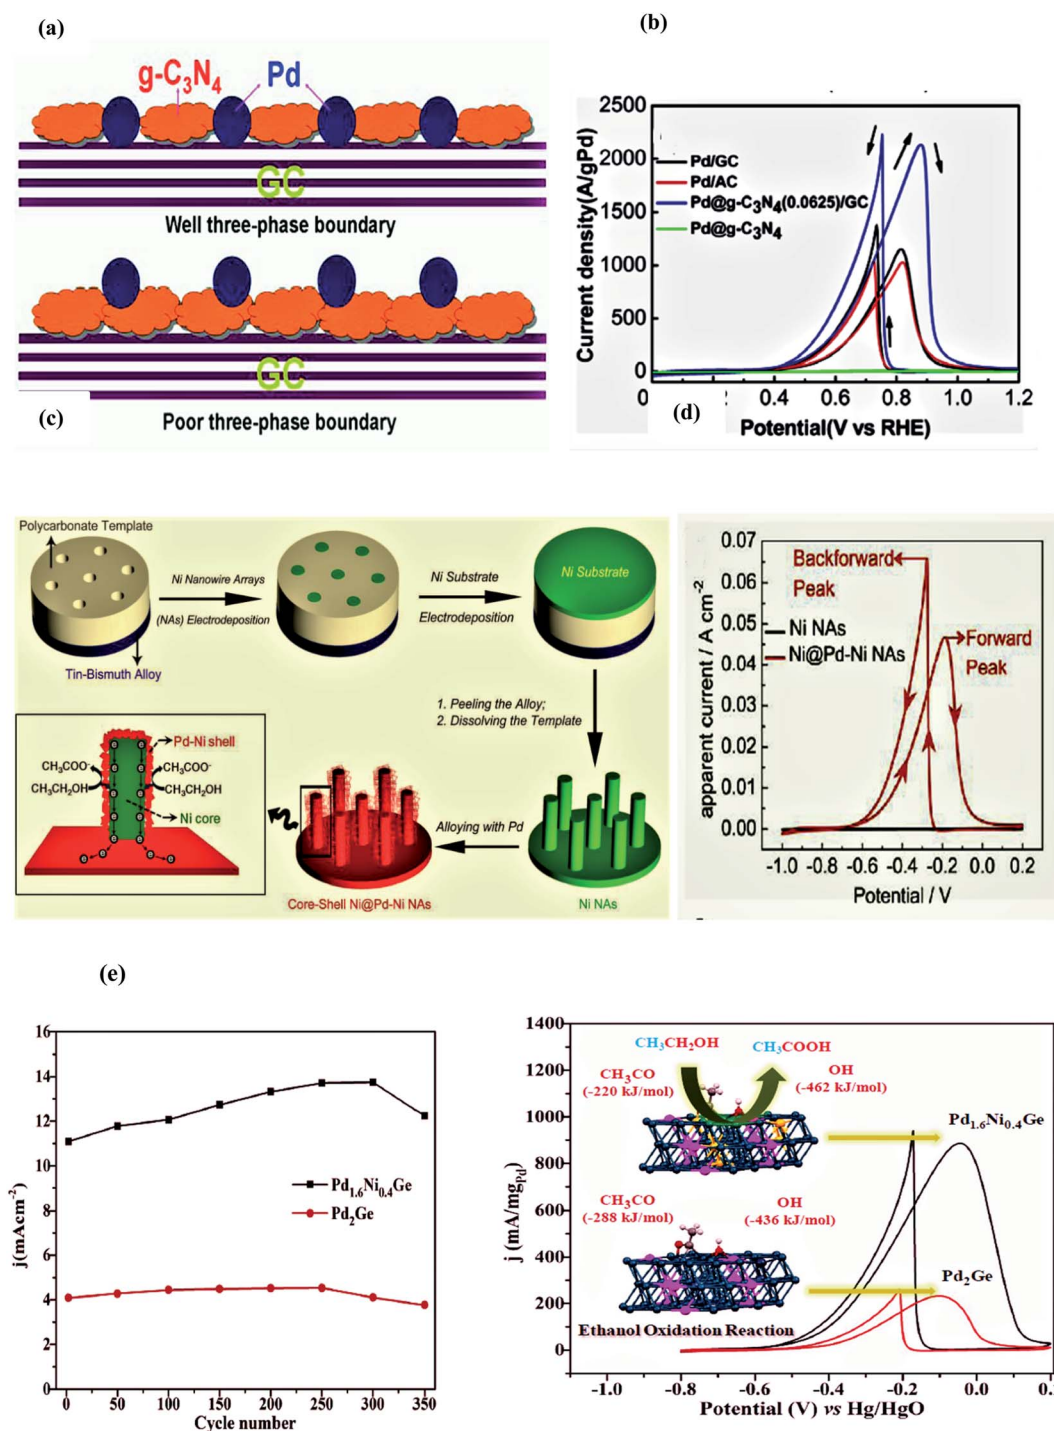 (a)
g-C3N4
Pd
GC
Well three-phase boundary
GC
(c)
Poor three-phase boundary
(b)
2500
2000
1500
1000
500
0
Current density(A/gPd)
Pd/GC
Pd/AC
Pd@g-C3N4(0.0625)/GC
Pd@g-C3N4
0
0.4
0.6
0.8
1.0
1.2
(d)
Potential(V vs RHE)
Polycarbonate Template
Tin-Bismuth Alloy
Ni Nanowire Arrays
(NAs) Electrodeposition
Ni Substrate
Electrodeposition
Ni Substrate
1. Peeling the Alloy;
2. Dissolving the Template
Pd-Ni shell
CH3COO-
CH3COO-
CH3CH2OH
CH3CH2OH
Ni core
e
Alloying with Pd
Core-Shell Ni@Pd-Ni NAs
Ni NAs
0.07
0.06
0.05
0.04
0.03
0.02
0.01
0.00
apparent current / A cm-2
Backforward
Peak
Ni NAs
Ni@Pd-Ni NAs
Forward
Peak
-1.0 -0.8 -0.6 -0.4 -0.2 0.0 0.2
Potential / V
(e)
16
14
12
10
8
6
4
2
0
j(mAcm-2)
Pd1.6Ni0.4Ge
Pd2Ge
0 50 100 150 200 250 300 350
Cycle number
1400
1200
1000
800
600
400
200
0
j (mA/mgPd)
CH3CH2OH
CH3COOH
CH3CO
(-220 kJ/mol)
OH
(-462 kJ/mol)
Pd1.6Ni0.4Ge
CH3CO
(-288 kJ/mol)
OH
(-436 kJ/mol)
Pd2Ge
Ethanol Oxidation Reaction
-1.0 -0.8 -0.6 -0.4 -0.2 0.0
Potential (V) vs Hg/HgO